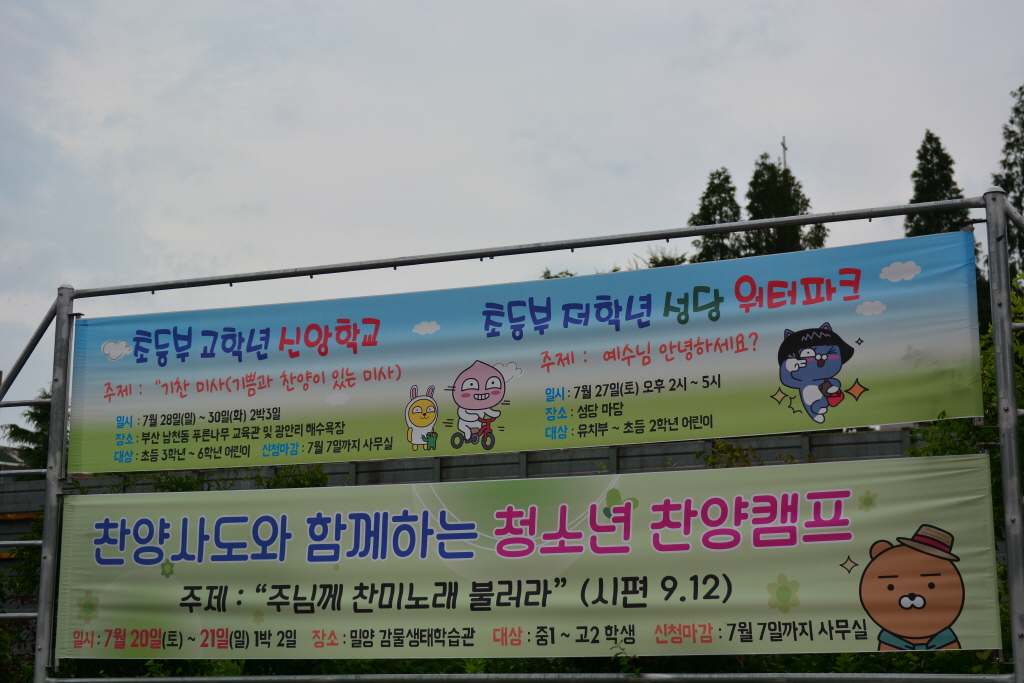 초등부 고학년 신앙학교
주제 : "기찬 미사(기쁨과 찬양이 있는 미사)
일시 : 7월 28일(일) ~ 30일(화) 2박3일
장소 : 부산 남천동 푸른나무 교육관 및 광안리 해수욕장
대상 : 초등 3학년 ~ 6학년 어린이 신청마감 : 7월 7일까지 사무실
초등부 저학년 성당 워터파크
주제 : 예수님 안녕하세요?
일시 : 7월 27일(토) 오후 2시 ~ 5시
장소 : 성당 마당
대상 : 유치부 ~ 초등 2학년 어린이
찬양사도와 함께하는 청소년 찬양캠프
주제 : "주님께 찬미노래 불러라" (시편 9.12)
일시 : 7월 20일(토) ~ 21일(일) 1박 2일 장소 : 밀양 감물생태학습관 대상 : 중1 ~ 고2 학생 신청마감 : 7월 7일까지 사무실